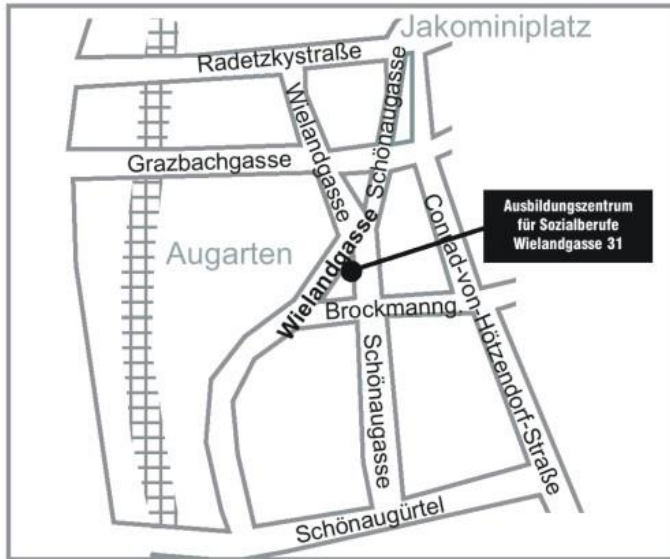 Jakominiplatz
Radetzkystraße
Wielandgasse
Schönaugasse
Grazbachgasse
Ausbildungszentrum
für Sozialberufe
Wielandgasse 31
Conrad-von-Hötzendorf-Straße
Augarten
Wielandgasse
Brockmanng.
Schönaugasse
Schönaugürtel